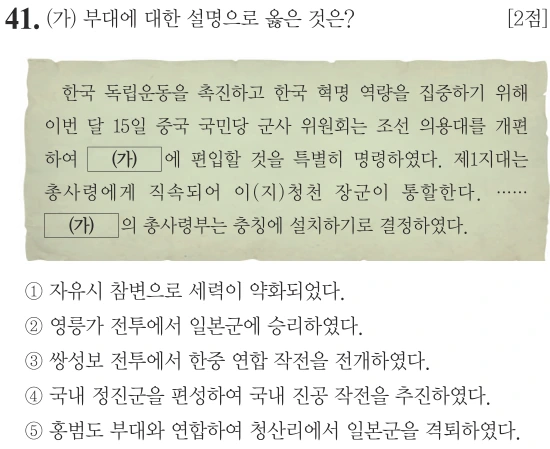 41. (가) 부대에 대한 설명으로 옳은 것은? [2점]
한국 독립운동을 촉진하고 한국 혁명 역량을 집중하기 위해
이번 달 15일 중국 국민당 군사 위원회는 조선 의용대를 개편
하여 (가) 에 편입할 것을 특별히 명령하였다. 제1지대는
총사령에게 직속되어 이(지)청천 장군이 통할한다. ……
(가) 의 총사령부는 충칭에 설치하기로 결정하였다.
① 자유시 참변으로 세력이 약화되었다.
② 영릉가 전투에서 일본군에 승리하였다.
③ 쌍성보 전투에서 한중 연합 작전을 전개하였다.
④ 국내 정진군을 편성하여 국내 진공 작전을 추진하였다.
⑤ 홍범도 부대와 연합하여 청산리에서 일본군을 격퇴하였다.